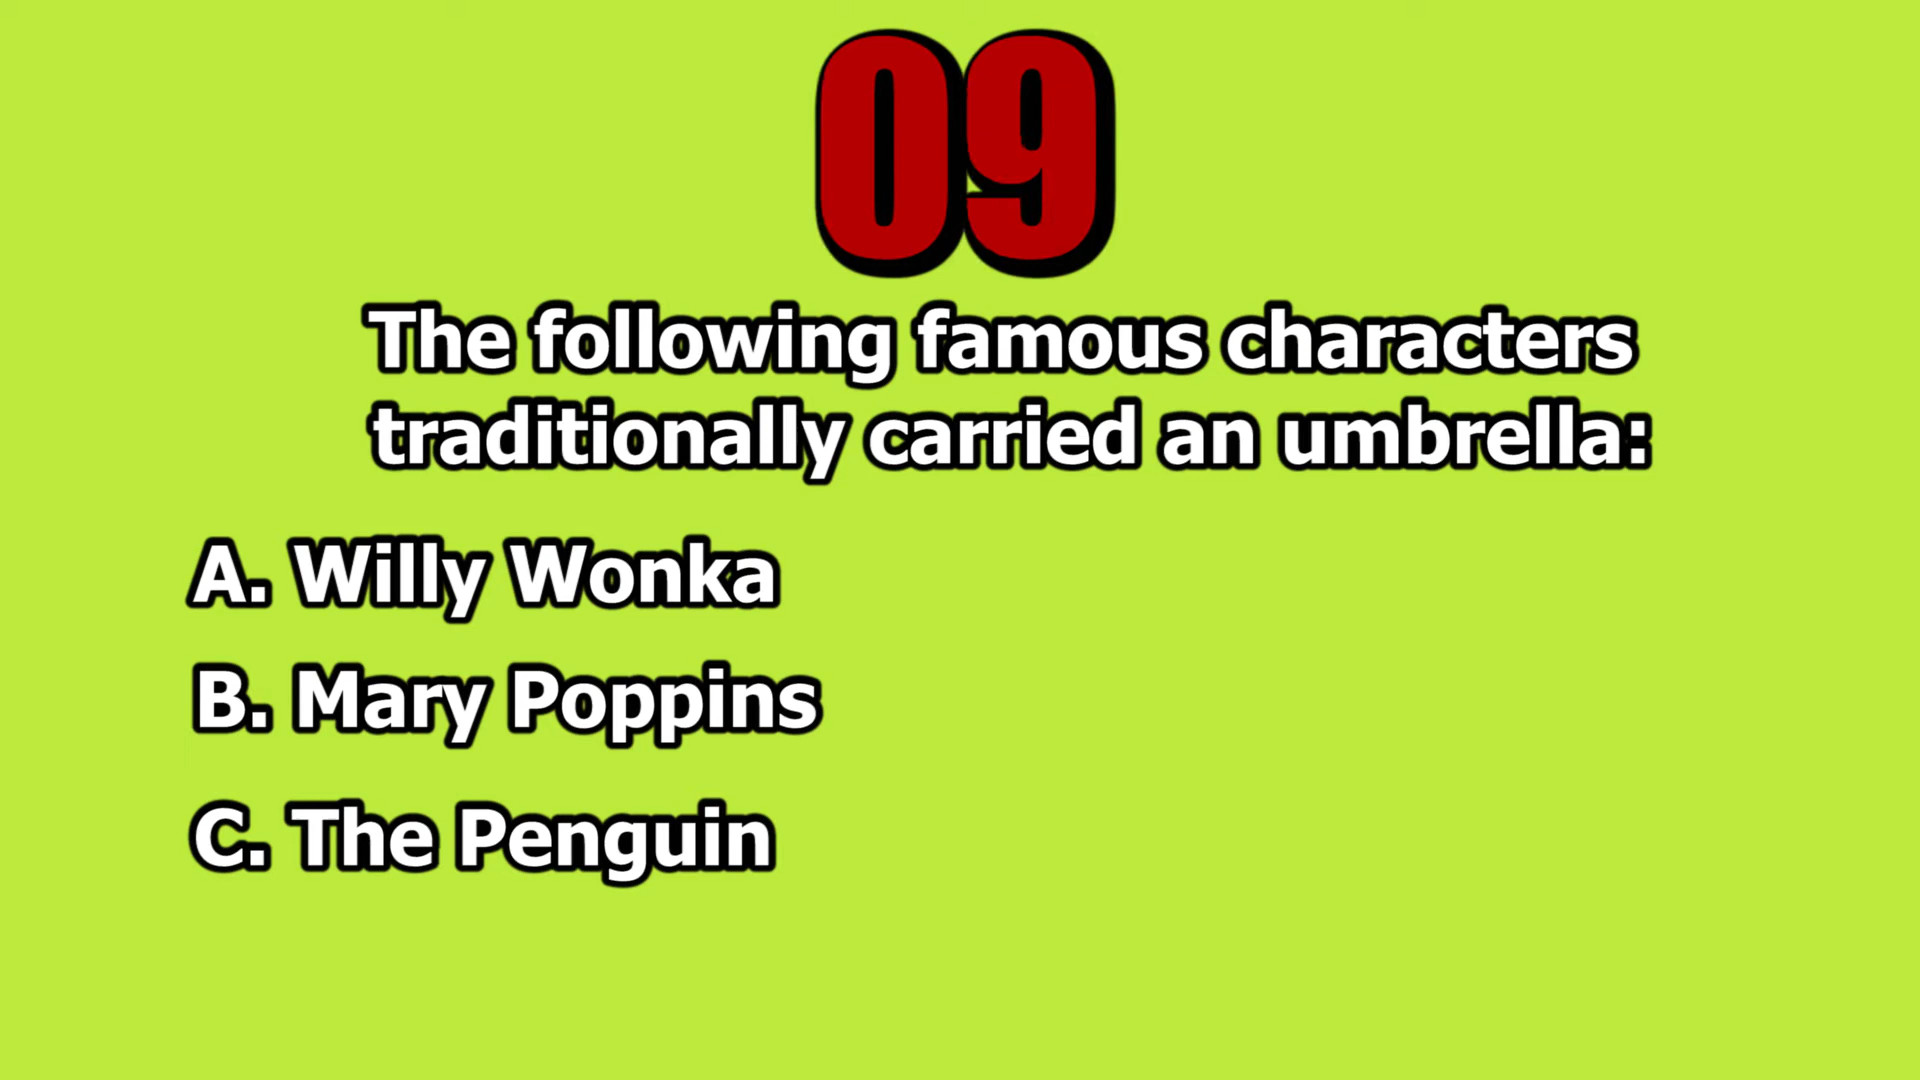 09
The following famous characters
traditionally carried an umbrella:
A. Willy Wonka
B. Mary Poppins
C. The Penguin